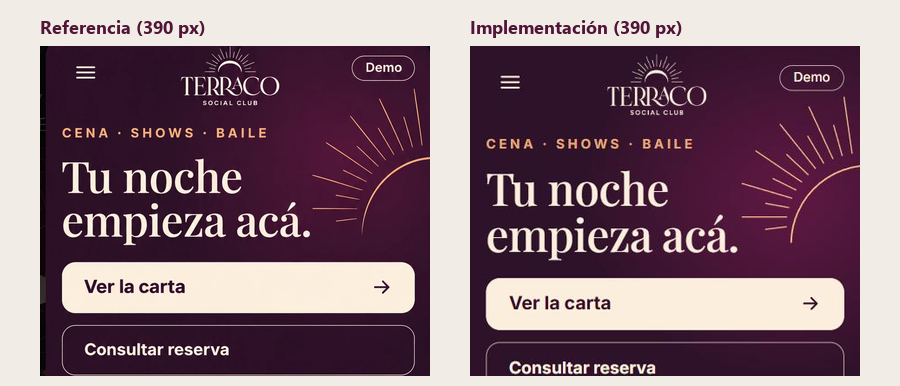 Referencia (390 px)
TERRACO
SOCIAL CLUB
Demo
CENA · SHOWS · BAILE
Tu noche
empieza acá.
Ver la carta →
Consultar reserva
Implementación (390 px)
TERRACO
SOCIAL CLUB
Demo
CENA · SHOWS · BAILE
Tu noche
empieza acá.
Ver la carta →
Consultar reserva